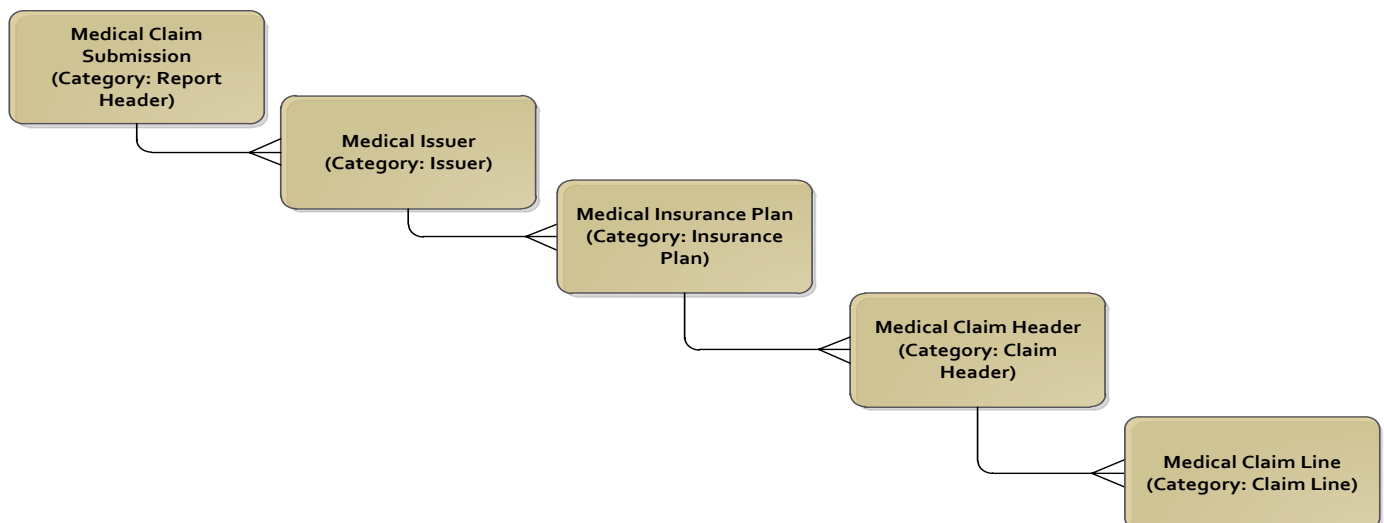 Medical Claim
Submission
(Category: Report
Header)
Medical Issuer
(Category: Issuer)
Medical Insurance Plan
(Category: Insurance
Plan)
Medical Claim Header
(Category: Claim
Header)
Medical Claim Line
(Category: Claim Line)